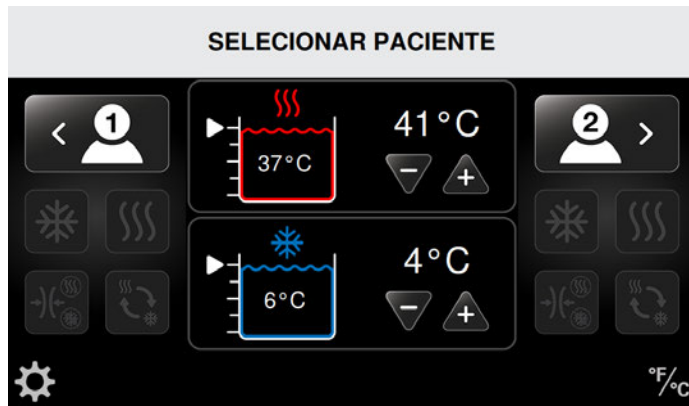 SELECIONAR PACIENTE
1
37°C
41°C
- +
2
6°C
4°C
- +
°F/°C